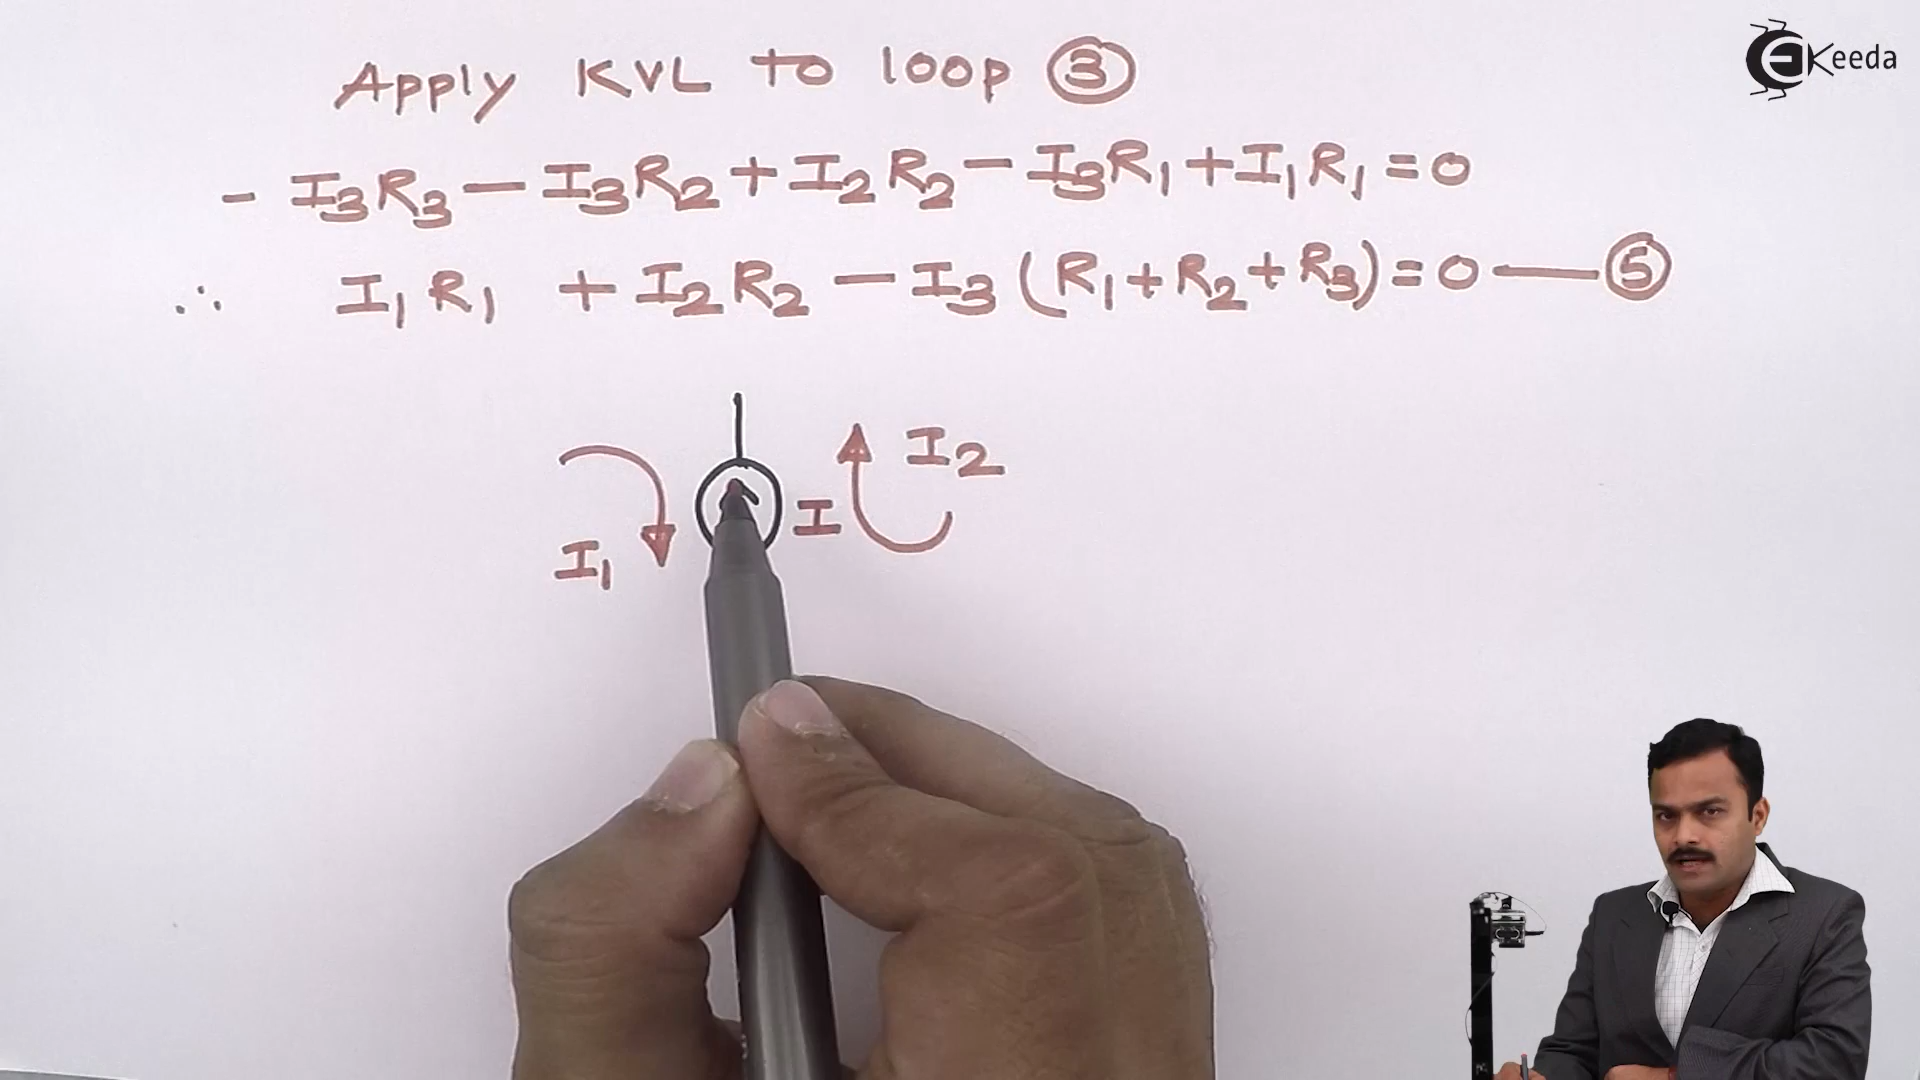 Keeda
Apply KVL to loop ③
- I₃R₃ - I₃R₂ + I₂R₂ - I₃R₁ + I₁R₁ = 0
∴ I₁R₁ + I₂R₂ - I₃(R₁+R₂+R₃) = 0 — ⑤
I₂
I
I₁